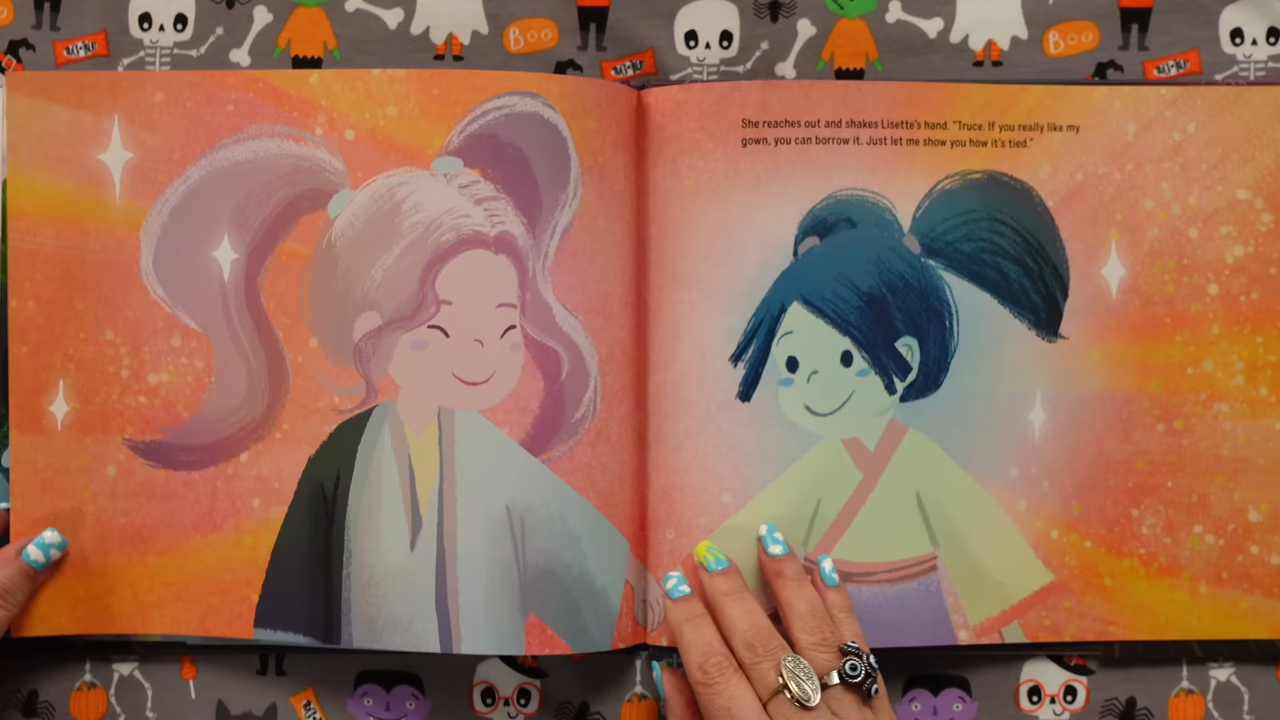 BOO
BOO
She reaches out and shakes Lisette's hand. "Truce. If you really like my
gown, you can borrow it. Just let me show you how it's tied."